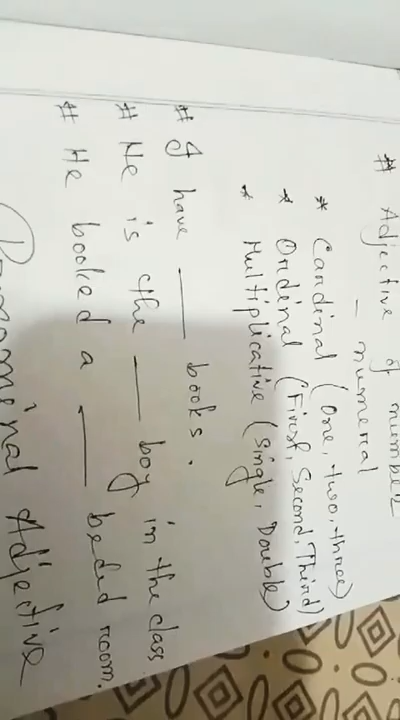 # Adjective of number
– numeral
* Cardinal (One, two, three)
* Ordinal (First, Second, Third)
* Multiplicative (Single, Double)
# I have ____ books.
# He is the ____ boy in the class
# He booked a ____ beded room.
Pronominal Adjective